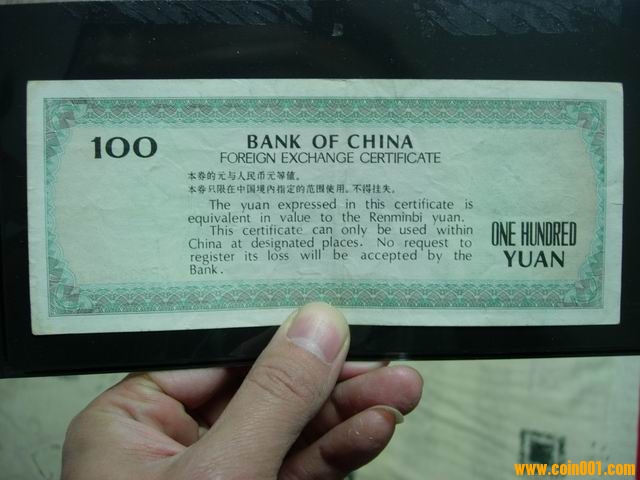 100
BANK OF CHINA
FOREIGN EXCHANGE CERTIFICATE
本券的元与人民币元等值。
本券只限在中国境内指定的范围使用。不得挂失。
The yuan expressed in this certificate is
equivalent in value to the Renminbi yuan.
This certificate can only be used within
China at designated places. No request to
register its loss will be accepted by the
Bank.
ONE HUNDRED
YUAN
www.coin001.com